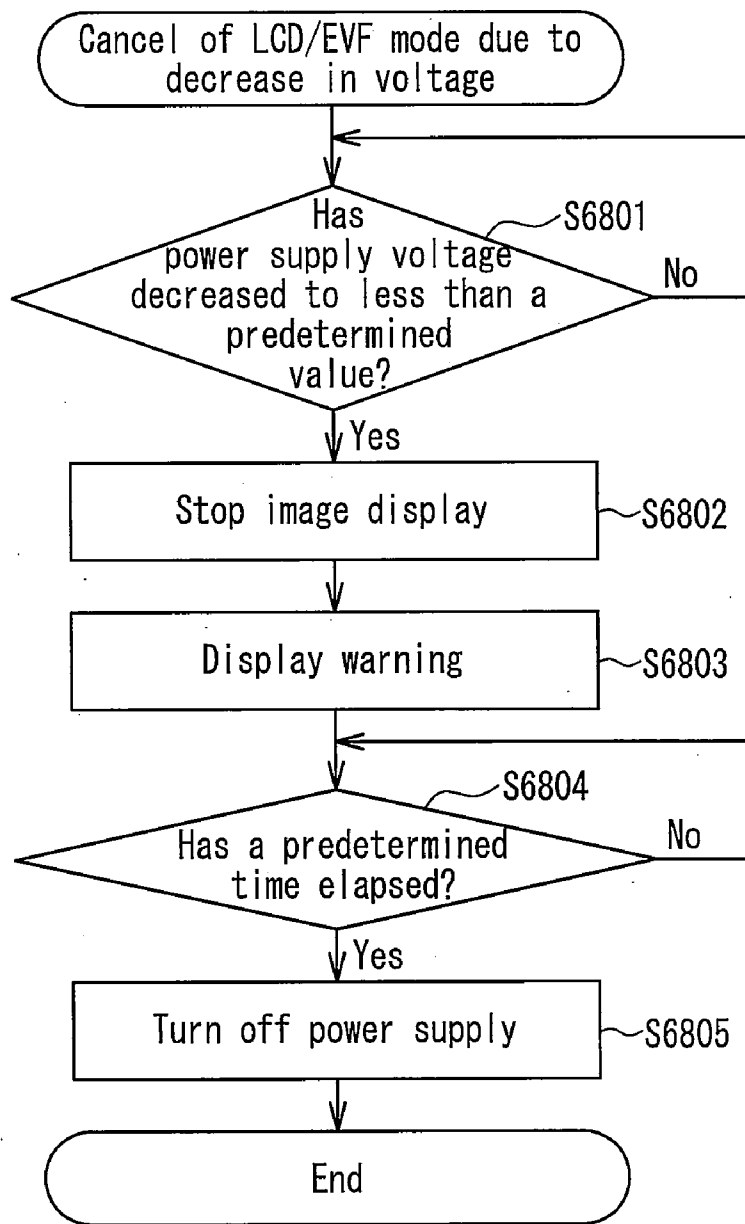 Cancel of LCD/EVF mode due to
decrease in voltage
Has
power supply voltage
decreased to less than a
predetermined
value?
S6801
No
Yes
Stop image display
S6802
Display warning
S6803
S6804
Has a predetermined
time elapsed?
No
Yes
Turn off power supply
S6805
End